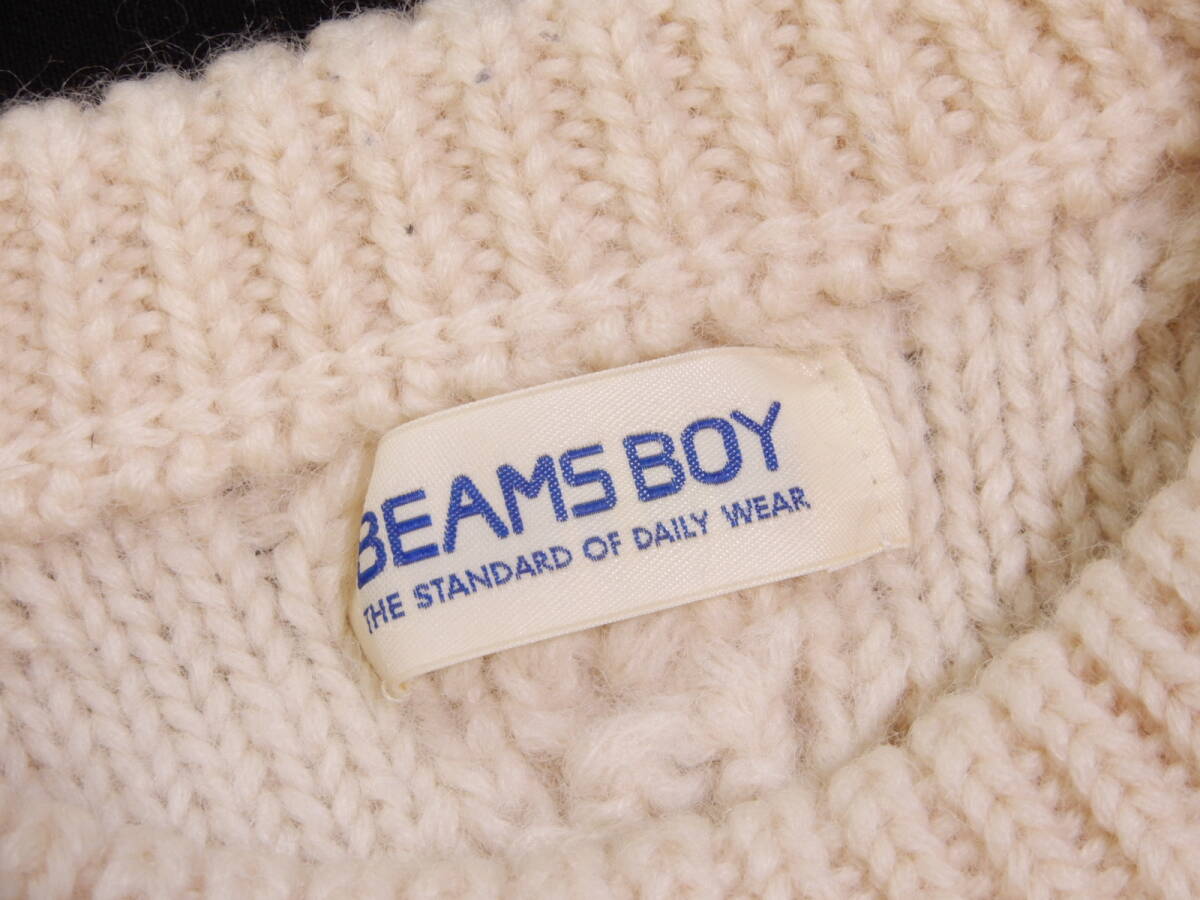 BEAMS BOY
THE STANDARD OF DAILY WEAR